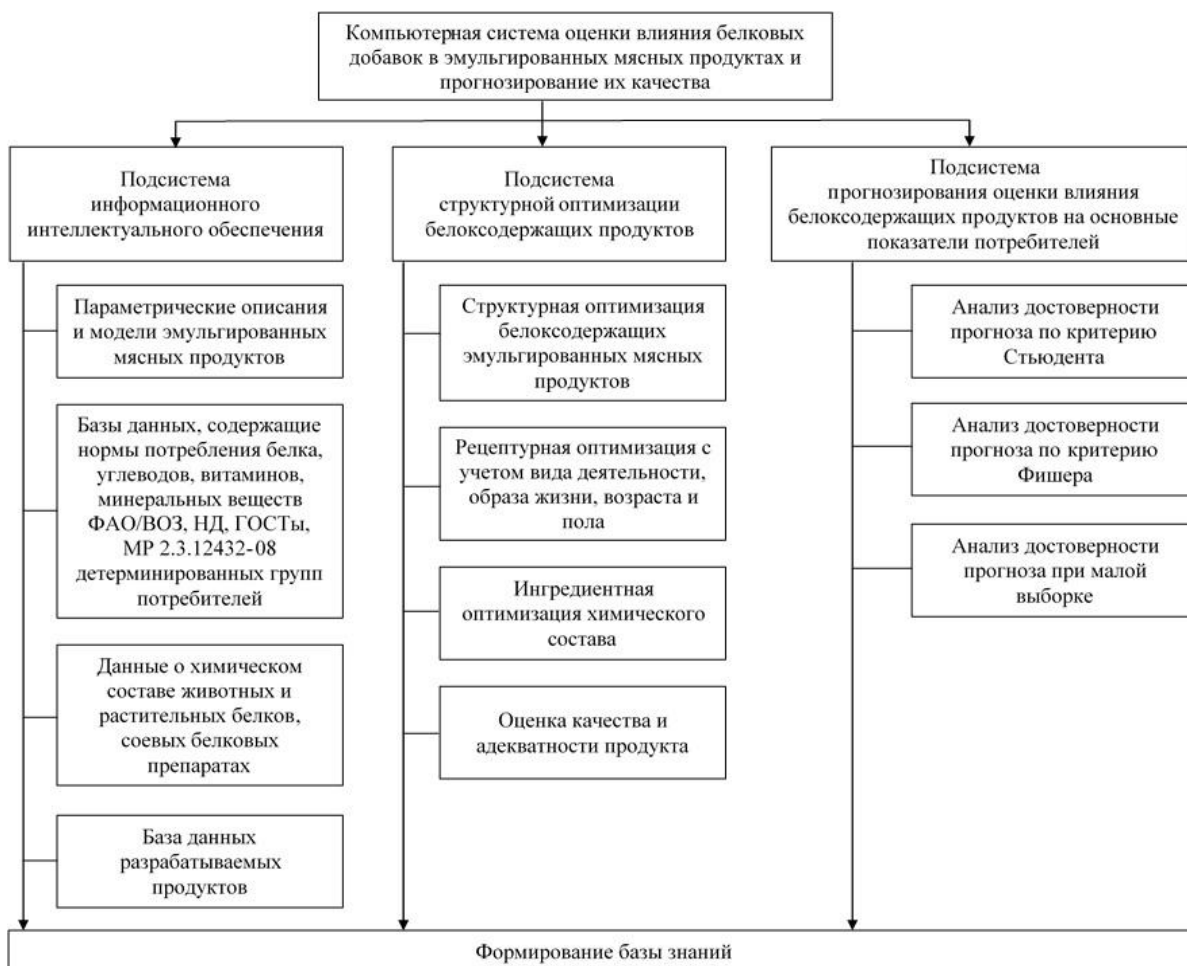 Компьютерная система оценки влияния белковых
добавок в эмульгированных мясных продуктах и
прогнозирование их качества
Подсистема
информационного
интеллектуального обеспечения
Параметрические описания
и модели эмульгированных
мясных продуктов
Базы данных, содержащие
нормы потребления белка,
углеводов, витаминов,
минеральных веществ
ФАО/ВОЗ, НД, ГОСТы,
МР 2.3.12432-08
детерминированных групп
потребителей
Данные о химическом
составе животных и
растительных белков,
соевых белковых
препаратах
База данных
разрабатываемых
продуктов
Подсистема
структурной оптимизации
белоксодержащих продуктов
Структурная оптимизация
белоксодержащих
эмульгированных мясных
продуктов
Рецептурная оптимизация с
учетом вида деятельности,
образа жизни, возраста и
пола
Ингредиентная
оптимизация химического
состава
Оценка качества и
адекватности продукта
Подсистема
прогнозирования оценки влияния
белоксодержащих продуктов на основные
показатели потребителей
Анализ достоверности
прогноза по критерию
Стьюдента
Анализ достоверности
прогноза по критерию
Фишера
Анализ достоверности
прогноза при малой
выборке
Формирование базы знаний